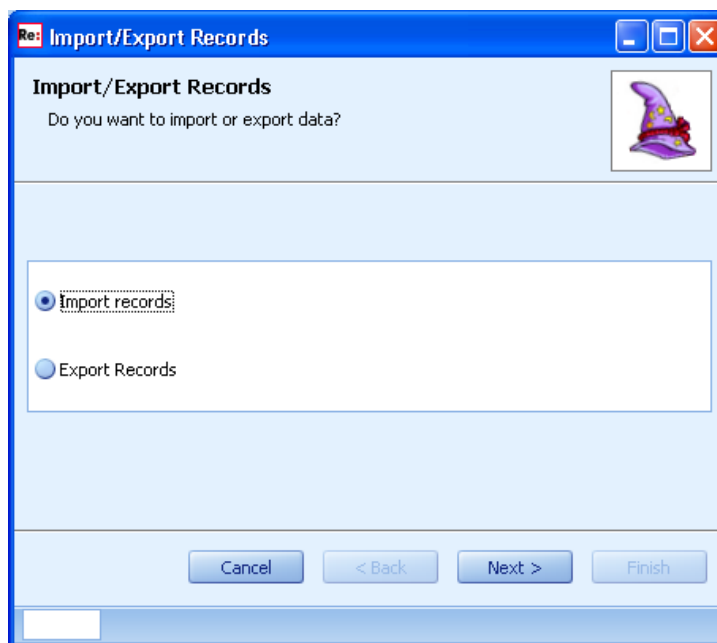 Re: Import/Export Records
Import/Export Records
Do you want to import or export data?
Import records
Export Records
Cancel < Back Next > Finish